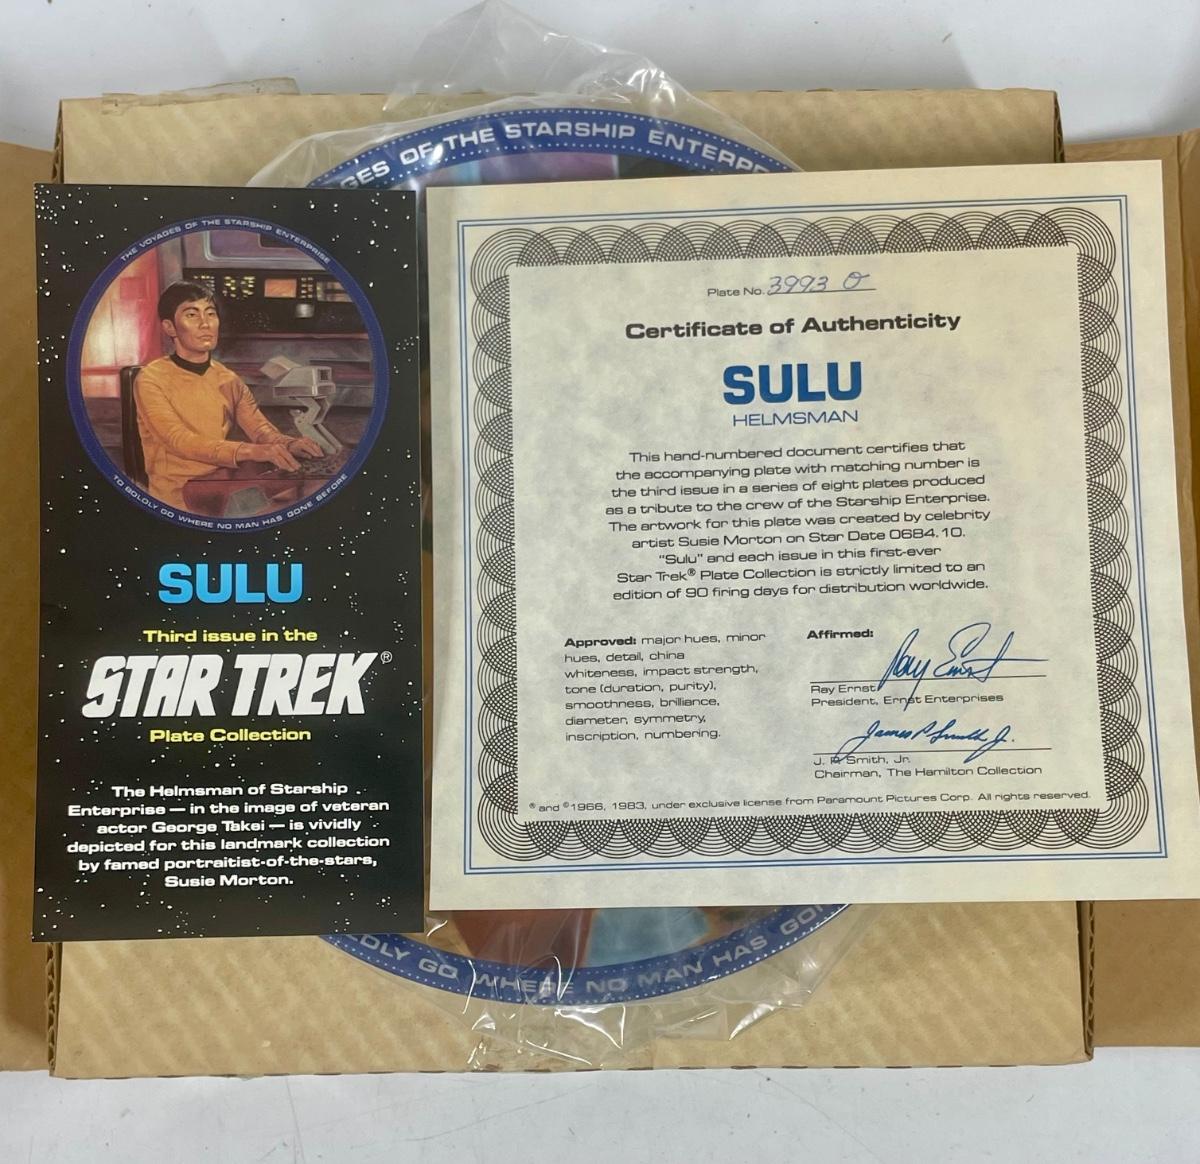 GES OF THE STARSHIP ENTERPR
THE VOYAGES OF THE STARSHIP ENTERPRISE
TO BOLDLY GO WHERE NO MAN HAS GONE BEFORE
SULU
Third issue in the
STAR TREK®
Plate Collection
The Helmsman of Starship
Enterprise — in the image of veteran
actor George Takei — is vividly
depicted for this landmark collection
by famed portraitist-of-the-stars,
Susie Morton.
Plate No. 3993 O
Certificate of Authenticity
SULU
HELMSMAN
This hand-numbered document certifies that
the accompanying plate with matching number is
the third issue in a series of eight plates produced
as a tribute to the crew of the Starship Enterprise.
The artwork for this plate was created by celebrity
artist Susie Morton on Star Date 0684.10.
"Sulu" and each issue in this first-ever
Star Trek® Plate Collection is strictly limited to an
edition of 90 firing days for distribution worldwide.
Approved: major hues, minor
hues, detail, china
whiteness, impact strength,
tone (duration, purity),
smoothness, brilliance,
diameter, symmetry,
inscription, numbering.
Affirmed:
Ray Ernst
Ray Ernst
President, Ernst Enterprises
James P Smith Jr.
J. P. Smith, Jr.
Chairman, The Hamilton Collection
® and © 1966, 1983, under exclusive license from Paramount Pictures Corp. All rights reserved.
DLY GO WHERE NO MAN HAS GO